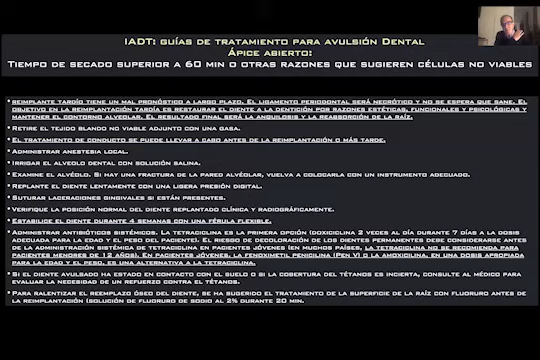 IADT: guías de tratamiento para avulsión Dental
Ápice abierto:
Tiempo de secado superior a 60 min o otras razones que sugieren células no viables
• reimplante tardío tiene un mal pronóstico a largo plazo. El ligamento periodontal será necrótico y no se espera que sane. El
objetivo en la reimplantación tardía es restaurar el diente a la dentición por razones estéticas, funcionales y psicológicas y
mantener el contorno alveolar. El resultado final será la anquilosis y la reabsorción de la raíz.
• Retire el tejido blando no viable adjunto con una gasa.
• El tratamiento de conducto se puede llevar a cabo antes de la reimplantación o más tarde.
• Administrar anestesia local.
• Irrigar el alveolo dental con solución salina.
• Examine el alvéolo. Si hay una fractura de la pared alvéolar, vuelva a colocarla con un instrumento adecuado.
• Replante el diente lentamente con una ligera presión digital.
• Suturar laceraciones gingivales si están presentes.
• Verifique la posición normal del diente replantado clínica y radiográficamente.
• Estabilice el diente durante 4 semanas con una férula flexible.
• Administrar antibióticos sistémicos. La tetraciclina es la primera opción (doxiciclina 2 veces al día durante 7 días a la dosis
adecuada para la edad y el peso del paciente). El riesgo de decoloración de los dientes permanentes debe considerarse antes
de la administración sistémica de tetraciclina en pacientes jóvenes (en muchos países, la tetraciclina no se recomienda para
pacientes menores de 12 años). En pacientes jóvenes, la fenoximetil penicilina (Pen V) o la amoxicilina, en una dosis apropiada
para la edad y el peso, es una alternativa a la tetraciclina.
• Si el diente avulsado ha estado en contacto con el suelo o si la cobertura del tétanos es incierta, consulte al médico para
evaluar la necesidad de un refuerzo contra el tétanos.
• Para ralentizar el reemplazo óseo del diente, se ha sugerido el tratamiento de la superficie de la raíz con fluoruro antes de
la reimplantación (solución de fluoruro de sodio al 2% durante 20 min.